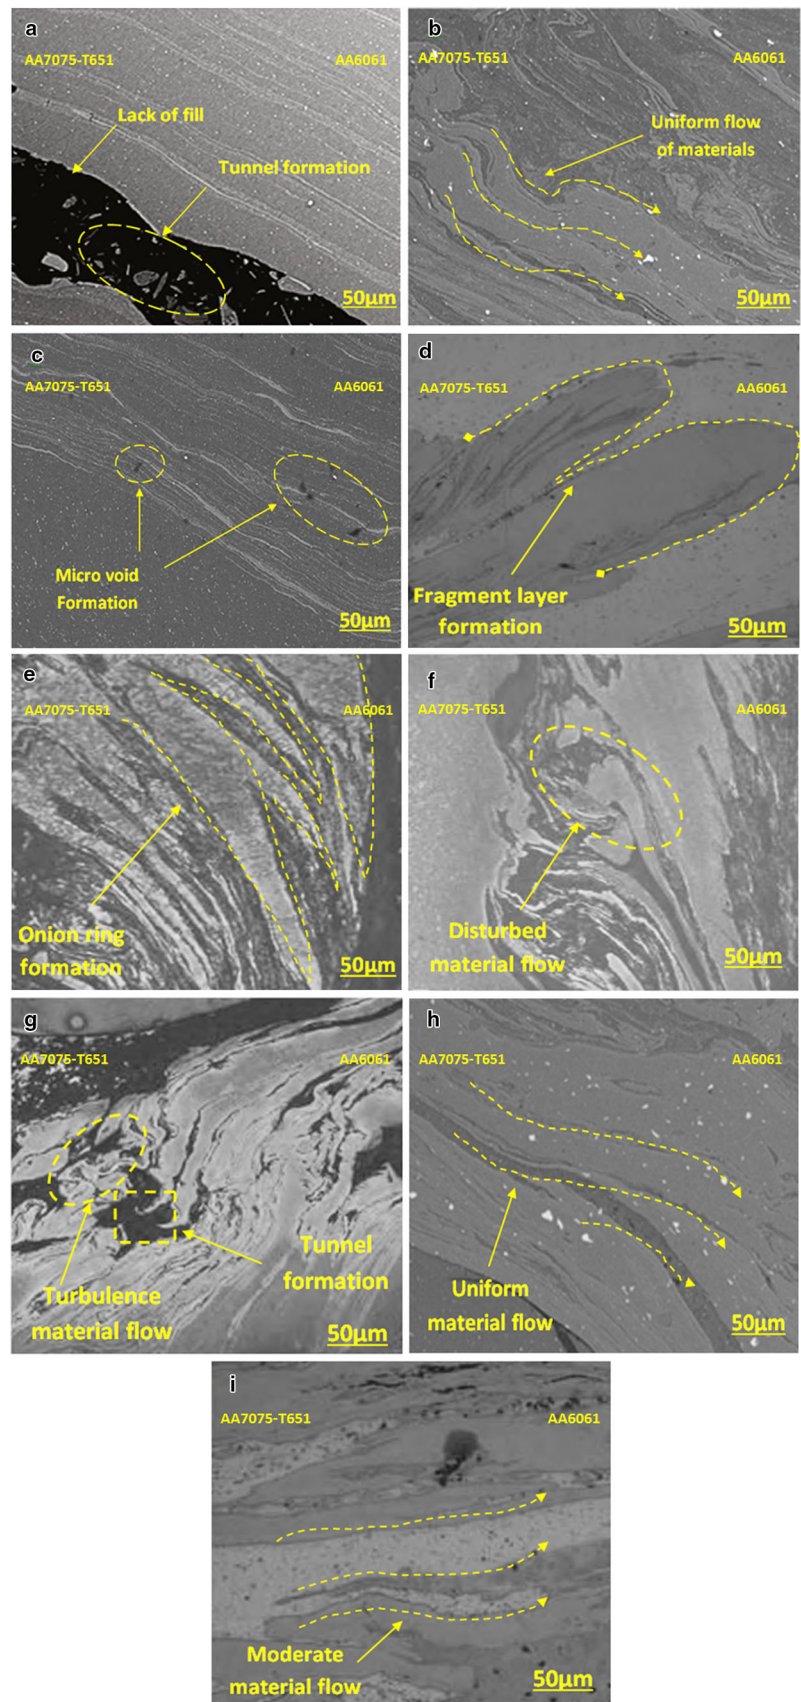 a
AA7075-T651 AA6061
Lack of fill
Tunnel formation
50µm
b
AA7075-T651 AA6061
Uniform flow
of materials
50µm
c
AA7075-T651 AA6061
Micro void
Formation
50µm
d
AA7075-T651 AA6061
Fragment layer
formation
50µm
e
AA7075-T651 AA6061
Onion ring
formation
50µm
f
AA7075-T651 AA6061
Disturbed
material flow
50µm
g
AA7075-T651 AA6061
Tunnel
formation
Turbulence
material flow
50µm
h
AA7075-T651 AA6061
Uniform
material flow
50µm
i
AA7075-T651 AA6061
Moderate
material flow
50µm